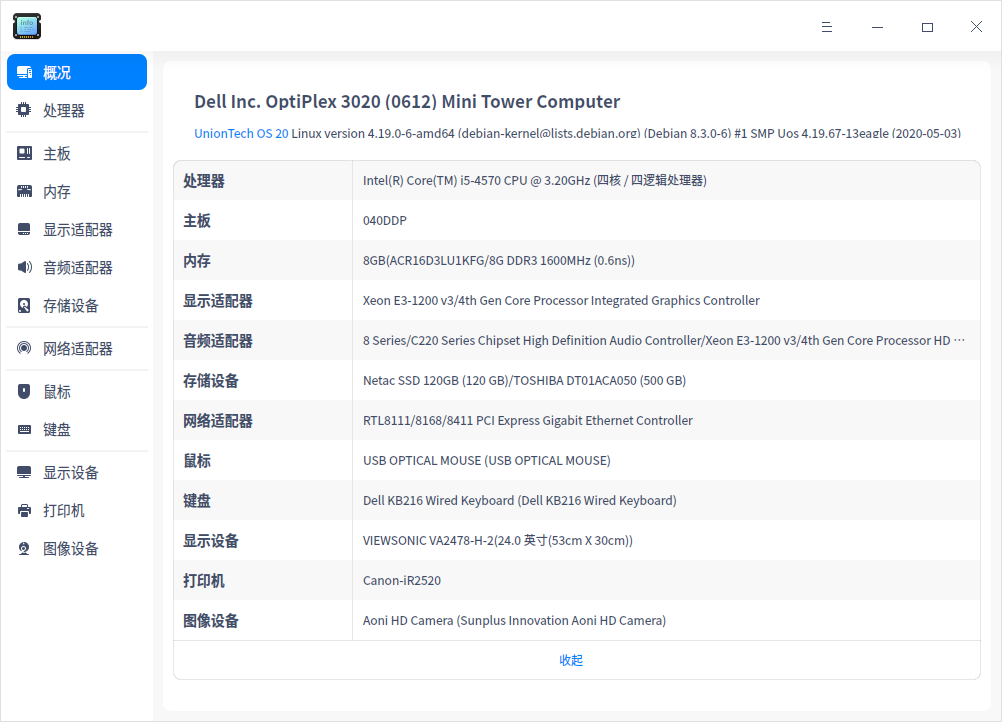 info
概况
处理器
主板
内存
显示适配器
音频适配器
存储设备
网络适配器
鼠标
键盘
显示设备
打印机
图像设备
Dell Inc. OptiPlex 3020 (0612) Mini Tower Computer
UnionTech OS 20 Linux version 4.19.0-6-amd64 (debian-kernel@lists.debian.org) (Debian 8.3.0-6) #1 SMP Uos 4.19.67-13eagle (2020-05-03)
处理器 Intel(R) Core(TM) i5-4570 CPU @ 3.20GHz (四核 / 四逻辑处理器)
主板 040DDP
内存 8GB(ACR16D3LU1KFG/8G DDR3 1600MHz (0.6ns))
显示适配器 Xeon E3-1200 v3/4th Gen Core Processor Integrated Graphics Controller
音频适配器 8 Series/C220 Series Chipset High Definition Audio Controller/Xeon E3-1200 v3/4th Gen Core Processor HD ⋯
存储设备 Netac SSD 120GB (120 GB)/TOSHIBA DT01ACA050 (500 GB)
网络适配器 RTL8111/8168/8411 PCI Express Gigabit Ethernet Controller
鼠标 USB OPTICAL MOUSE (USB OPTICAL MOUSE)
键盘 Dell KB216 Wired Keyboard (Dell KB216 Wired Keyboard)
显示设备 VIEWSONIC VA2478-H-2(24.0 英寸(53cm X 30cm))
打印机 Canon-iR2520
图像设备 Aoni HD Camera (Sunplus Innovation Aoni HD Camera)
收起